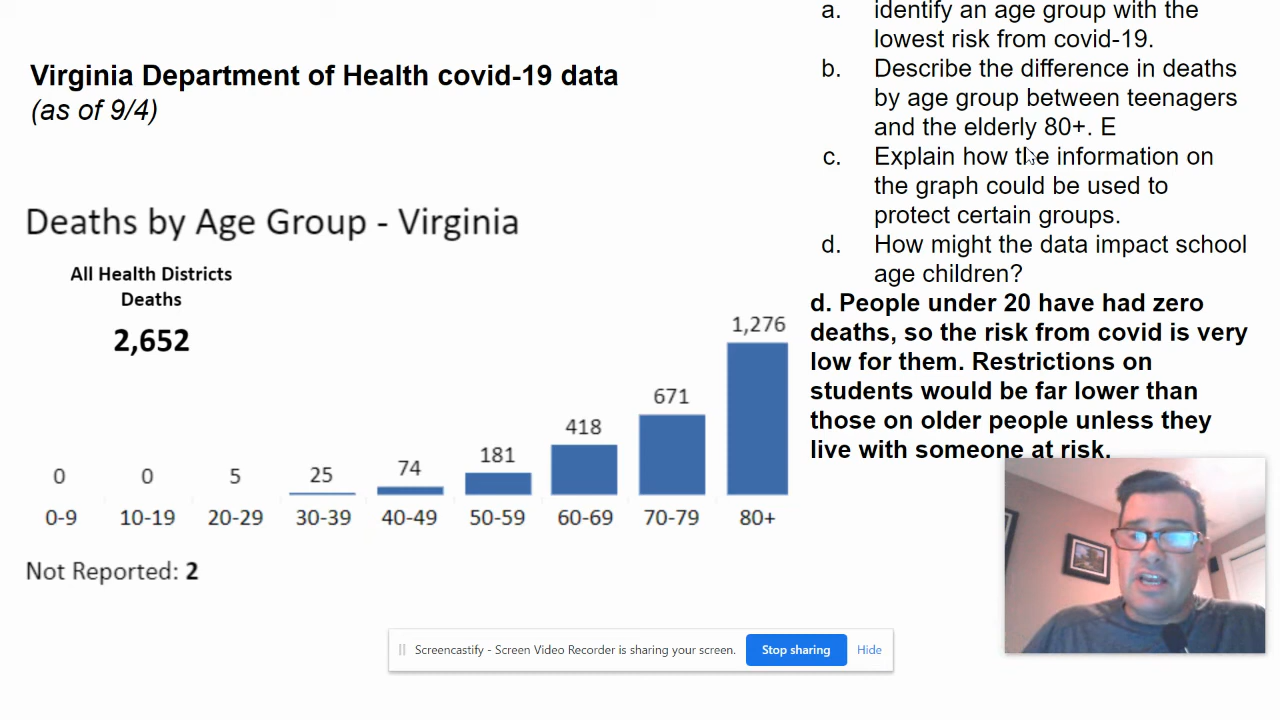 Virginia Department of Health covid-19 data
(as of 9/4)
Deaths by Age Group - Virginia
All Health Districts
Deaths
2,652
0 0 5 25 74 181 418 671 1,276
0-9 10-19 20-29 30-39 40-49 50-59 60-69 70-79 80+
Not Reported: 2
a. identify an age group with the
lowest risk from covid-19.
b. Describe the difference in deaths
by age group between teenagers
and the elderly 80+. E
c. Explain how the information on
the graph could be used to
protect certain groups.
d. How might the data impact school
age children?
d. People under 20 have had zero
deaths, so the risk from covid is very
low for them. Restrictions on
students would be far lower than
those on older people unless they
live with someone at risk.
Screencastify - Screen Video Recorder is sharing your screen. Stop sharing Hide